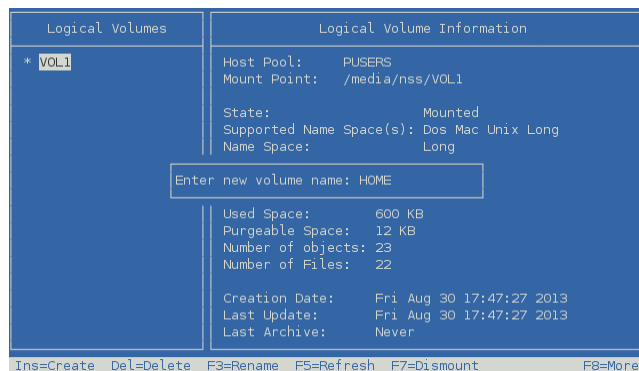 Logical Volumes
Logical Volume Information
* VOL1
Host Pool: PUSERS
Mount Point: /media/nss/VOL1
State: Mounted
Supported Name Space(s): Dos Mac Unix Long
Name Space: Long
Enter new volume name: HOME
Used Space: 600 KB
Purgeable Space: 12 KB
Number of objects: 23
Number of Files: 22
Creation Date: Fri Aug 30 17:47:27 2013
Last Update: Fri Aug 30 17:47:27 2013
Last Archive: Never
Ins=Create Del=Delete F3=Rename F5=Refresh F7=Dismount F8=More